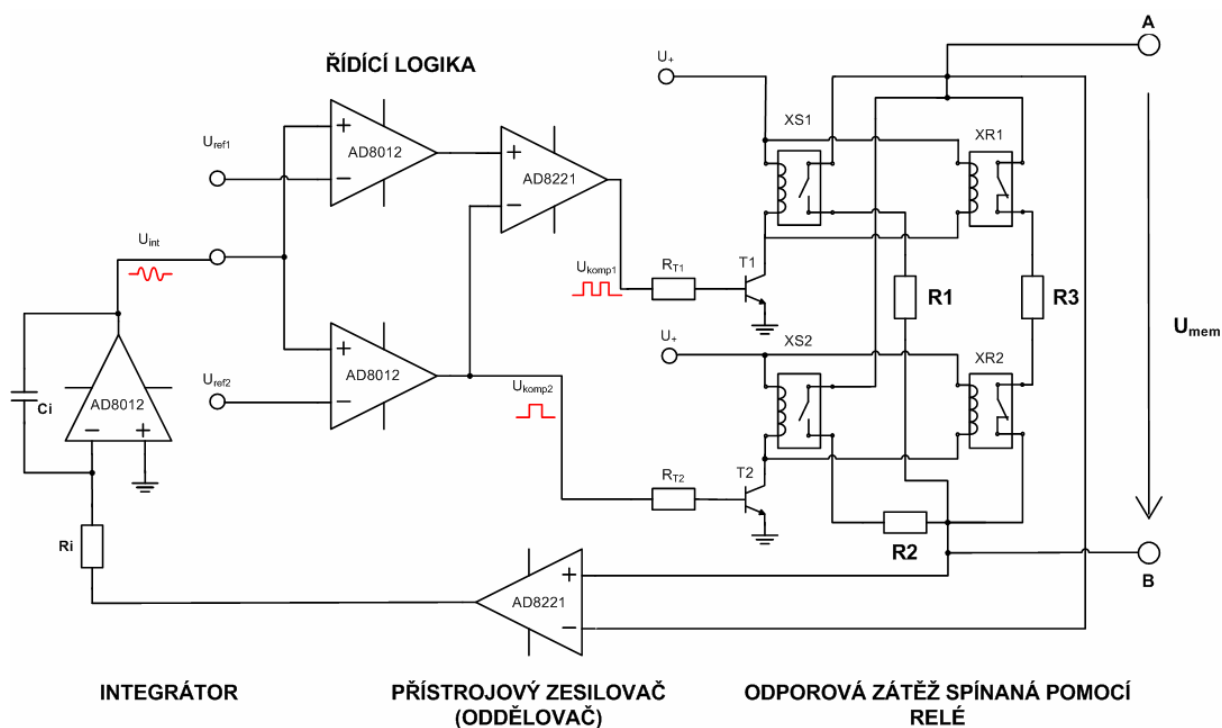 A
ŘÍDÍCÍ LOGIKA
U+
XS1
XR1
AD8012
Uref1
AD8221
Uint
Ukomp1
RT1
T1
R1
R3
Umem
U+
XS2
XR2
AD8012
Uref2
Ukomp2
Ci
AD8012
RT2
T2
R2
Ri
B
AD8221
INTEGRÁTOR
PŘÍSTROJOVÝ ZESILOVAČ
(ODDĚLOVAČ)
ODPOROVÁ ZÁTĚŽ SPÍNANÁ POMOCÍ
RELÉ